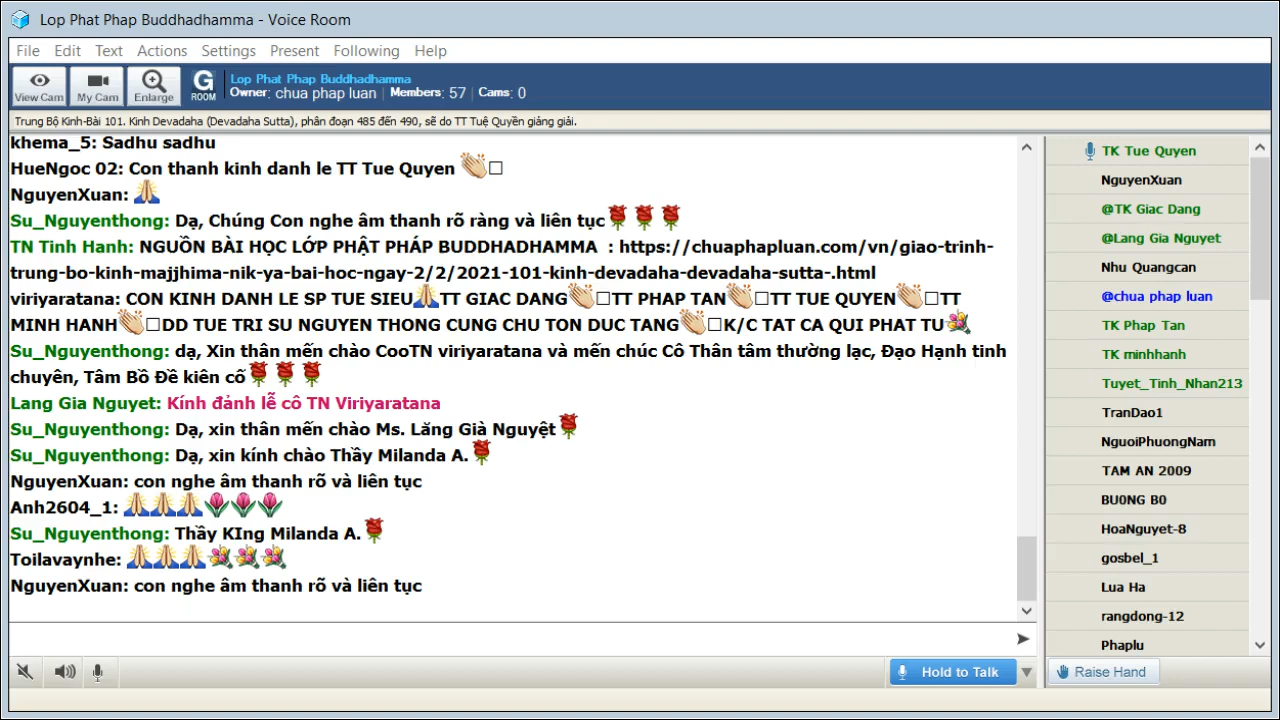 Lop Phat Phap Buddhadhamma - Voice Room
File Edit Text Actions Settings Present Following Help
View Cam My Cam Enlarge G ROOM
Lop Phat Phap Buddhadhamma
Owner: chua phap luan | Members: 57 | Cams: 0
Trung Bộ Kinh-Bài 101. Kinh Devadaha (Devadaha Sutta), phân đoạn 485 đến 490, sẽ do TT Tuệ Quyền giảng giải.
khema_5: Sadhu sadhu
HueNgoc 02: Con thanh kinh danh le TT Tue Quyen 👏□
NguyenXuan: 🙏
Su_Nguyenthong: Dạ, Chúng Con nghe âm thanh rõ ràng và liên tục🌹🌹🌹
TN Tinh Hanh: NGUỒN BÀI HỌC LỚP PHẬT PHÁP BUDDHADHAMMA : https://chuaphapluan.com/vn/giao-trinh-
trung-bo-kinh-majjhima-nik-ya-bai-hoc-ngay-2/2/2021-101-kinh-devadaha-devadaha-sutta-.html
viriyaratana: CON KINH DANH LE SP TUE SIEU🙏TT GIAC DANG👏□TT PHAP TAN👏□TT TUE QUYEN👏□TT
MINH HANH👏□DD TUE TRI SU NGUYEN THONG CUNG CHU TON DUC TANG👏□K/C TAT CA QUI PHAT TU💐
Su_Nguyenthong: dạ, Xin thân mến chào CooTN viriyaratana và mến chúc Cô Thân tâm thường lạc, Đạo Hạnh tinh
chuyên, Tâm Bồ Đề kiên cố🌹🌹🌹
Lang Gia Nguyet: Kính đảnh lễ cô TN Viriyaratana
Su_Nguyenthong: Dạ, xin thân mến chào Ms. Lăng Già Nguyệt🌹
Su_Nguyenthong: Dạ, xin kính chào Thầy Milanda A.🌹
NguyenXuan: con nghe âm thanh rõ và liên tục
Anh2604_1: 🙏🙏🙏🌷🌷🌷
Su_Nguyenthong: Thầy KIng Milanda A.🌹
Toilavaynhe: 🙏🙏🙏💐💐💐
NguyenXuan: con nghe âm thanh rõ và liên tục
Hold to Talk
TK Tue Quyen
NguyenXuan
@TK Giac Dang
@Lang Gia Nguyet
Nhu Quangcan
@chua phap luan
TK Phap Tan
TK minhhanh
Tuyet_Tinh_Nhan213
TranDao1
NguoiPhuongNam
TAM AN 2009
BU0NG B0
HoaNguyet-8
gosbel_1
Lua Ha
rangdong-12
Phaplu
Raise Hand